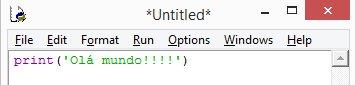 *Untitled*
File Edit Format Run Options Windows Help
print('Olá mundo!!!!')